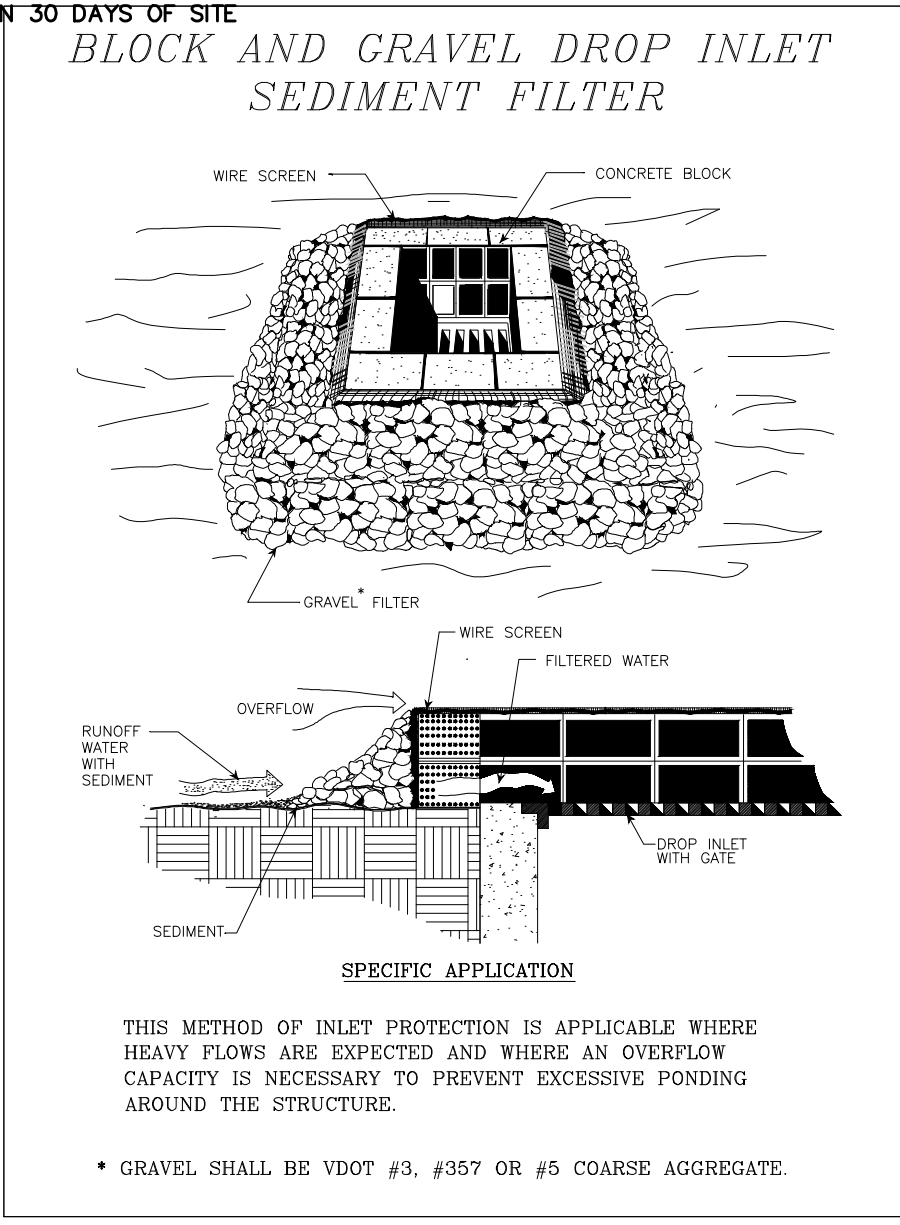 N 30 DAYS OF SITE
BLOCK AND GRAVEL DROP INLET
SEDIMENT FILTER
WIRE SCREEN
CONCRETE BLOCK
GRAVEL* FILTER
WIRE SCREEN
FILTERED WATER
OVERFLOW
RUNOFF
WATER
WITH
SEDIMENT
DROP INLET
WITH GATE
SEDIMENT
SPECIFIC APPLICATION
THIS METHOD OF INLET PROTECTION IS APPLICABLE WHERE
HEAVY FLOWS ARE EXPECTED AND WHERE AN OVERFLOW
CAPACITY IS NECESSARY TO PREVENT EXCESSIVE PONDING
AROUND THE STRUCTURE.
* GRAVEL SHALL BE VDOT #3, #357 OR #5 COARSE AGGREGATE.